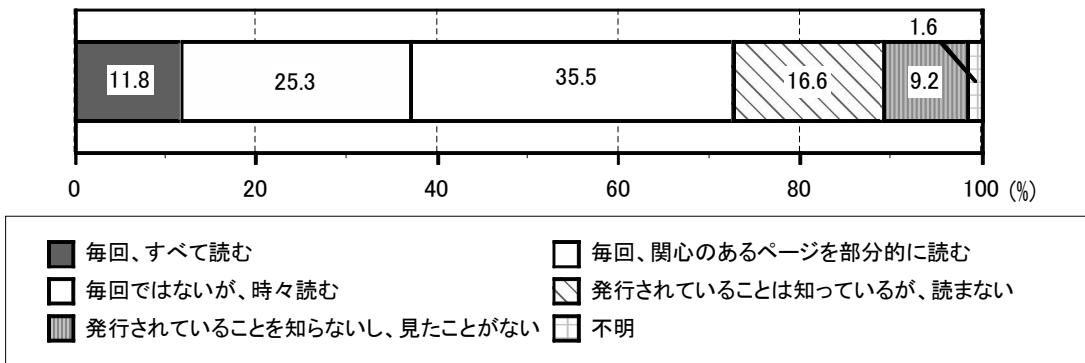 1.6
11.8 25.3 35.5 16.6 9.2
0 20 40 60 80 100 (%)
毎回、すべて読む 毎回、関心のあるページを部分的に読む
毎回ではないが、時々読む 発行されていることは知っているが、読まない
発行されていることを知らないし、見たことがない 不明